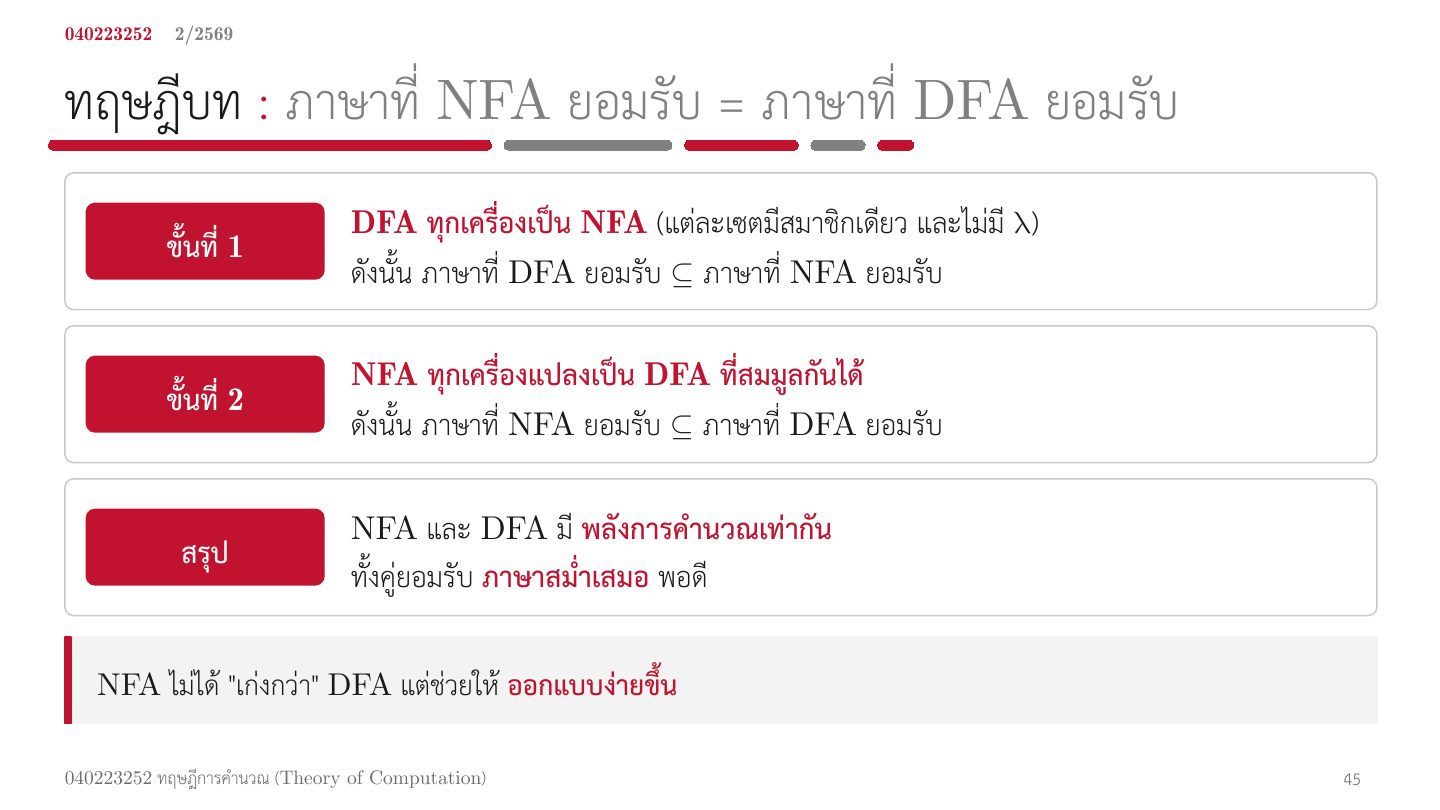 040223252 2/2569
ทฤษฎีบท : ภาษาที่ NFA ยอมรับ = ภาษาที่ DFA ยอมรับ
ขั้นที่ 1
DFA ทุกเครื่องเป็น NFA (แต่ละเซตมีสมาชิกเดียว และไม่มี λ)
ดังนั้น ภาษาที่ DFA ยอมรับ ⊆ ภาษาที่ NFA ยอมรับ
ขั้นที่ 2
NFA ทุกเครื่องแปลงเป็น DFA ที่สมมูลกันได้
ดังนั้น ภาษาที่ NFA ยอมรับ ⊆ ภาษาที่ DFA ยอมรับ
สรุป
NFA และ DFA มี พลังการคำนวณเท่ากัน
ทั้งคู่ยอมรับ ภาษาสม่ำเสมอ พอดี
NFA ไม่ได้ "เก่งกว่า" DFA แต่ช่วยให้ ออกแบบง่ายขึ้น
040223252 ทฤษฎีการคำนวณ (Theory of Computation)
45